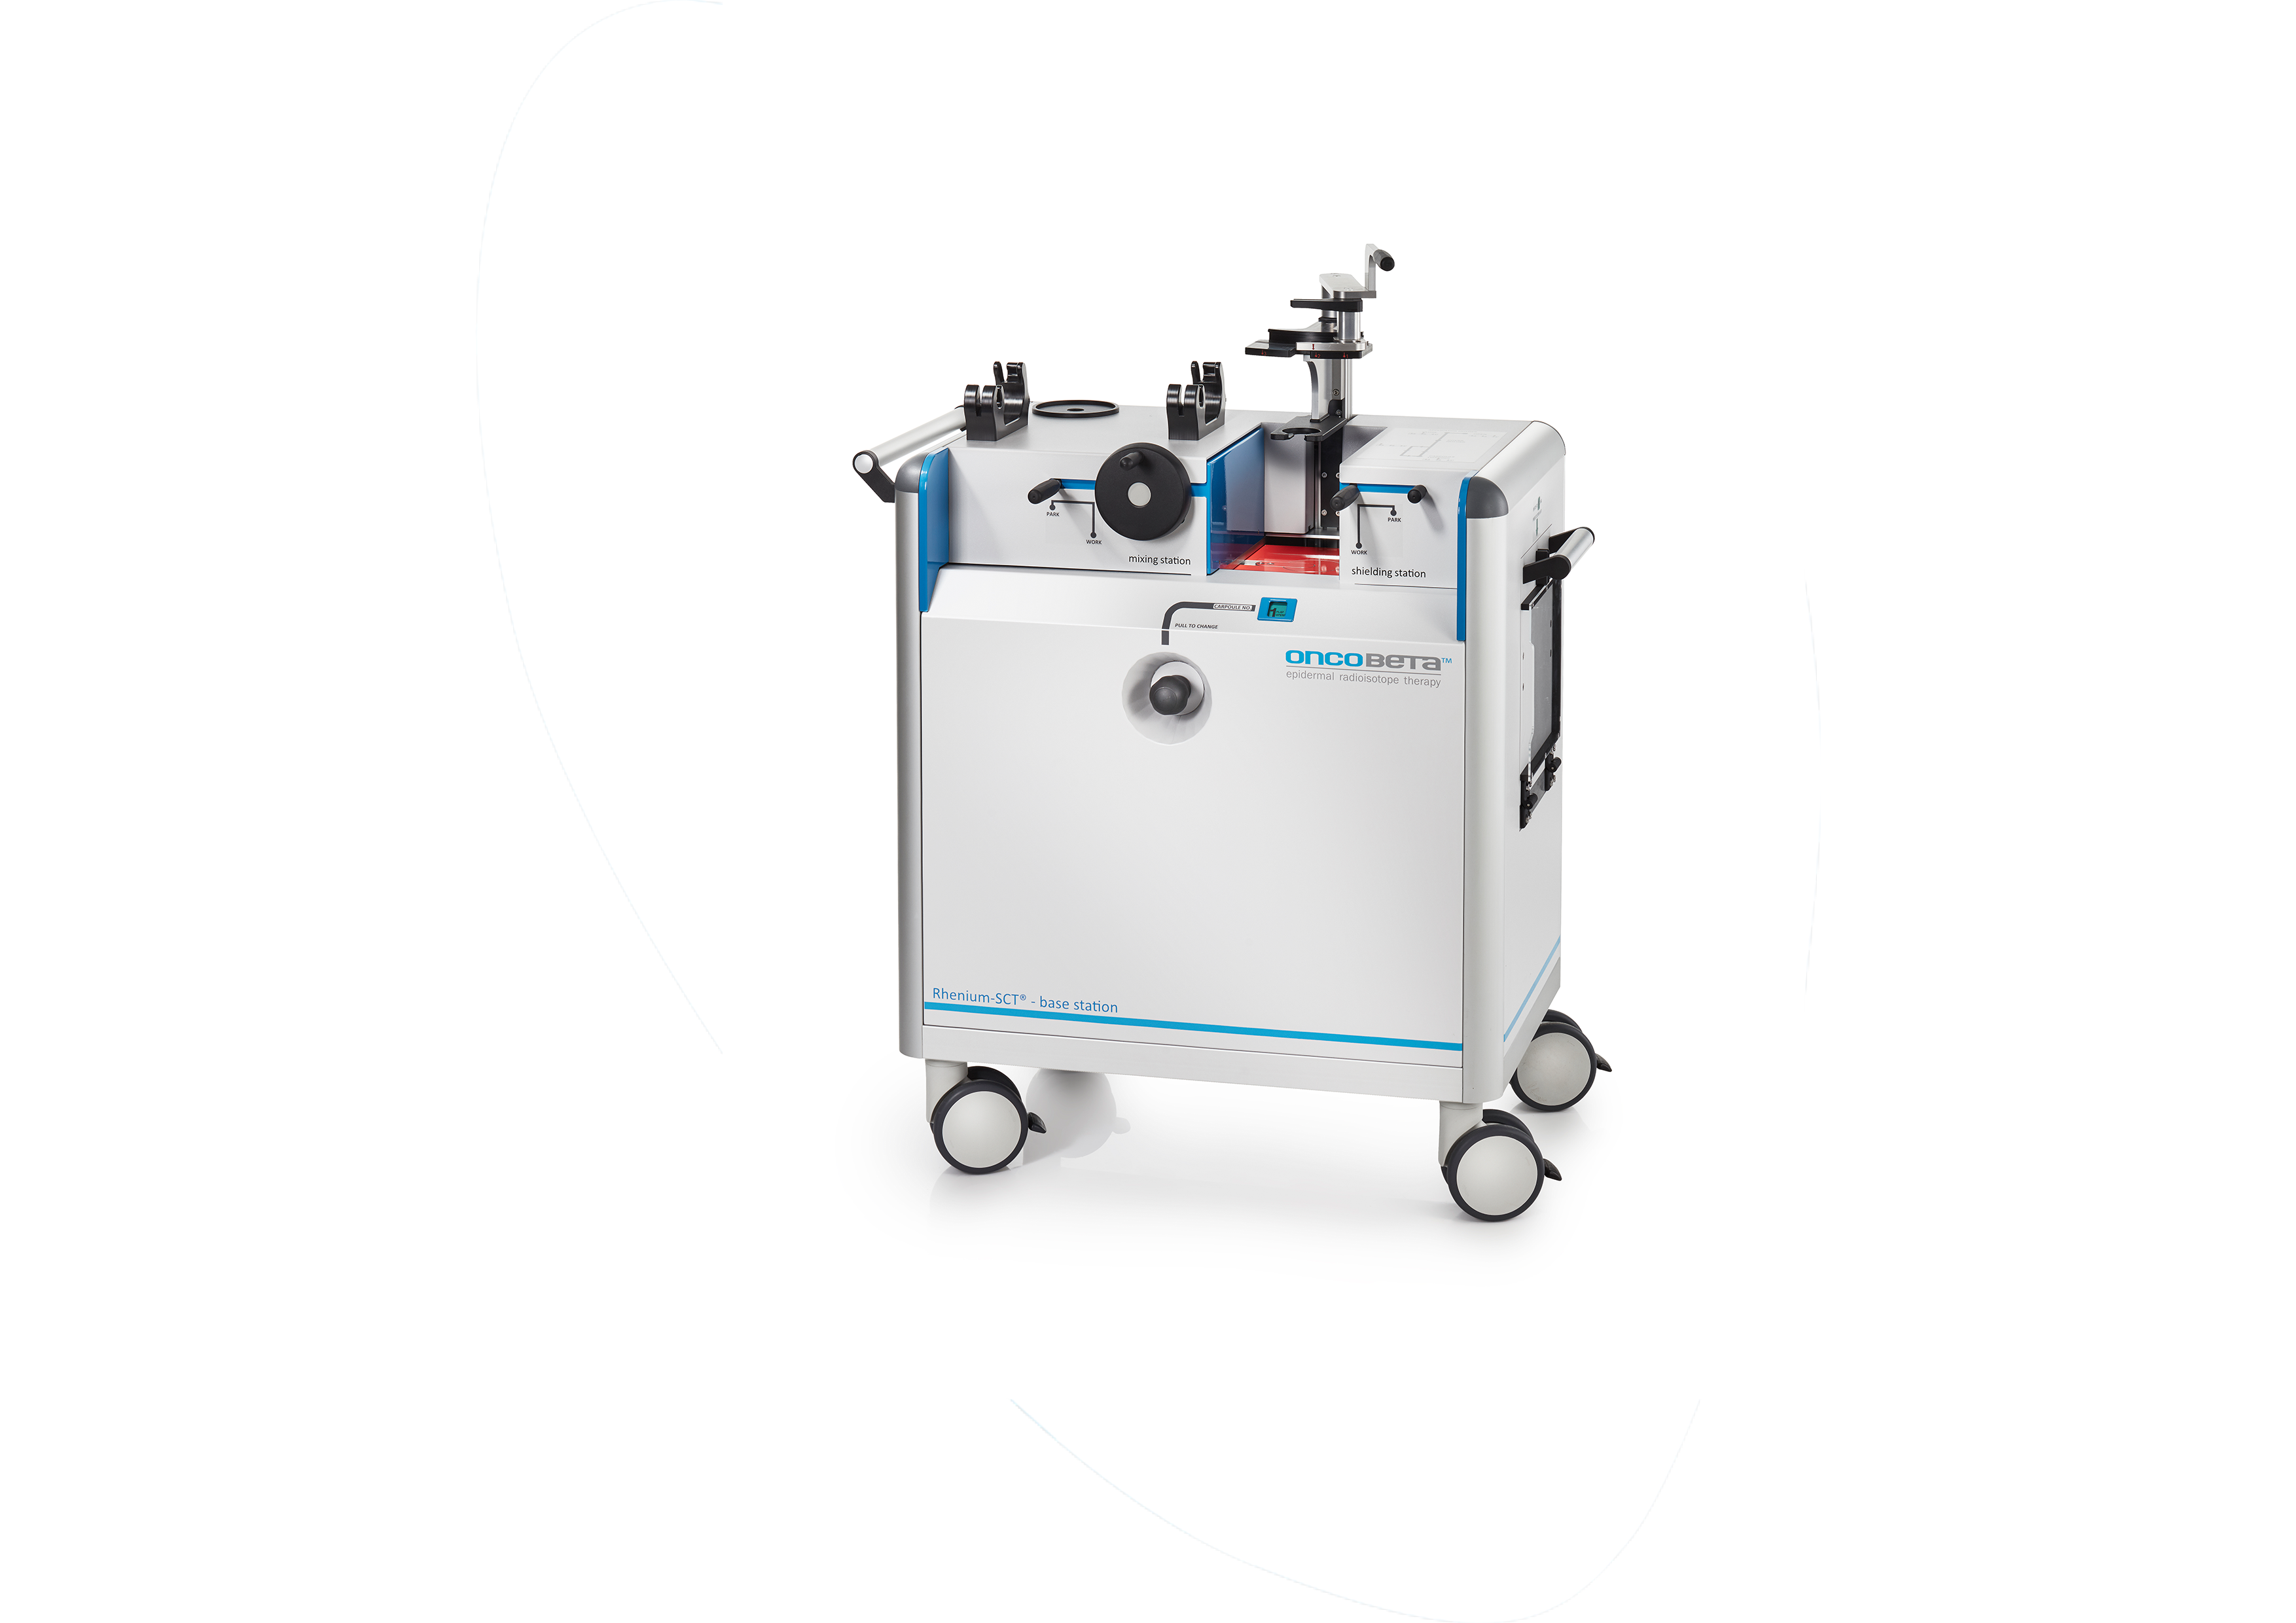 PARK
WORK
mixing station
PARK
WORK
shielding station
CARPOULE NO.
PULL TO CHANGE
1
oncoBeta™
epidermal radioisotope therapy
Rhenium-SCT® - base station